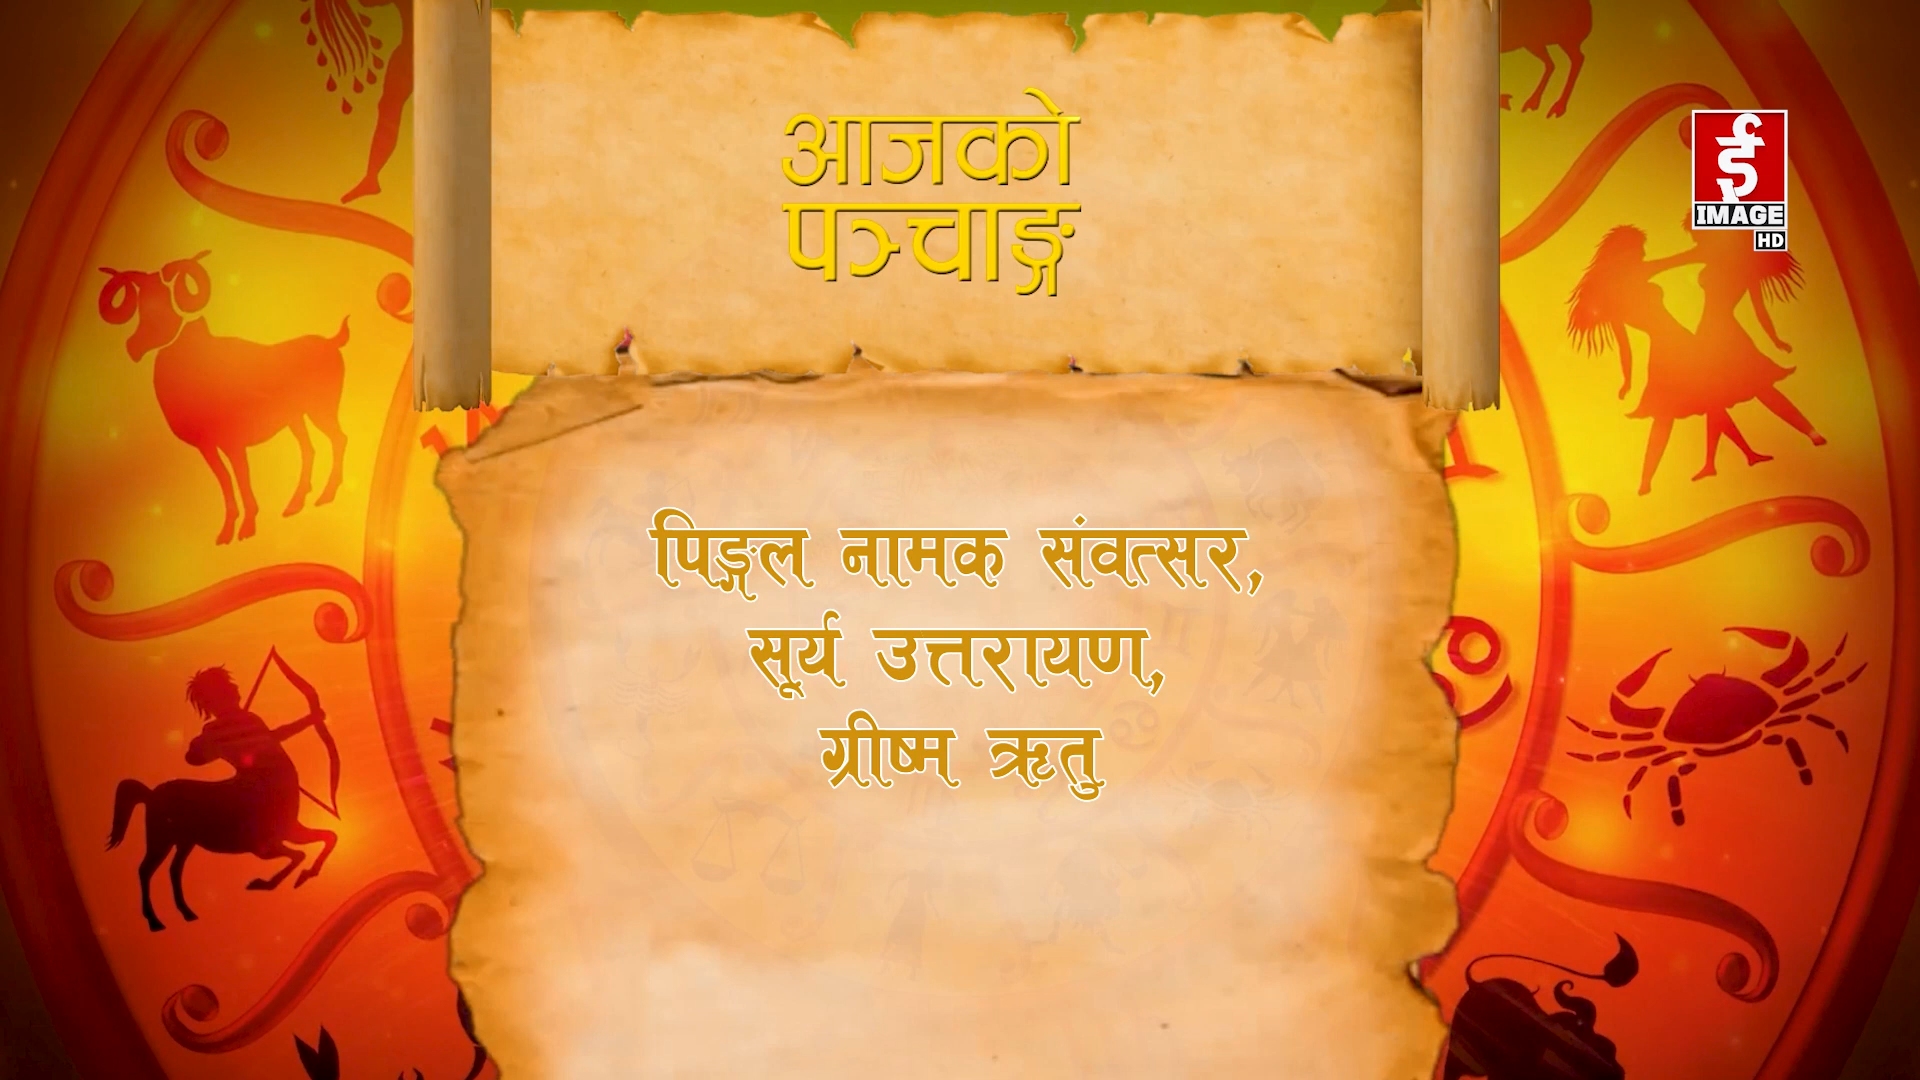 आजको
पञ्चाङ्ग
IMAGE
HD
पिङ्गल नामक संवत्सर,
सूर्य उत्तरायण,
ग्रीष्म ऋतु